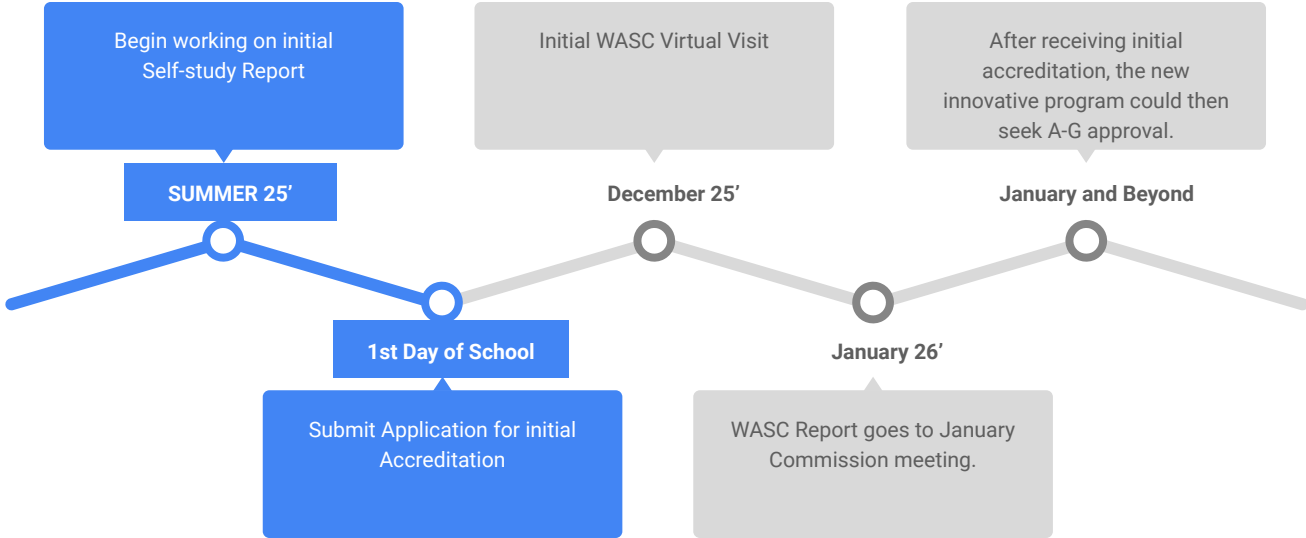 Begin working on initial
Self-study Report
SUMMER 25’
1st Day of School
Submit Application for initial
Accreditation
Initial WASC Virtual Visit
December 25’
January 26’
WASC Report goes to January
Commission meeting.
After receiving initial
accreditation, the new
innovative program could then
seek A-G approval.
January and Beyond